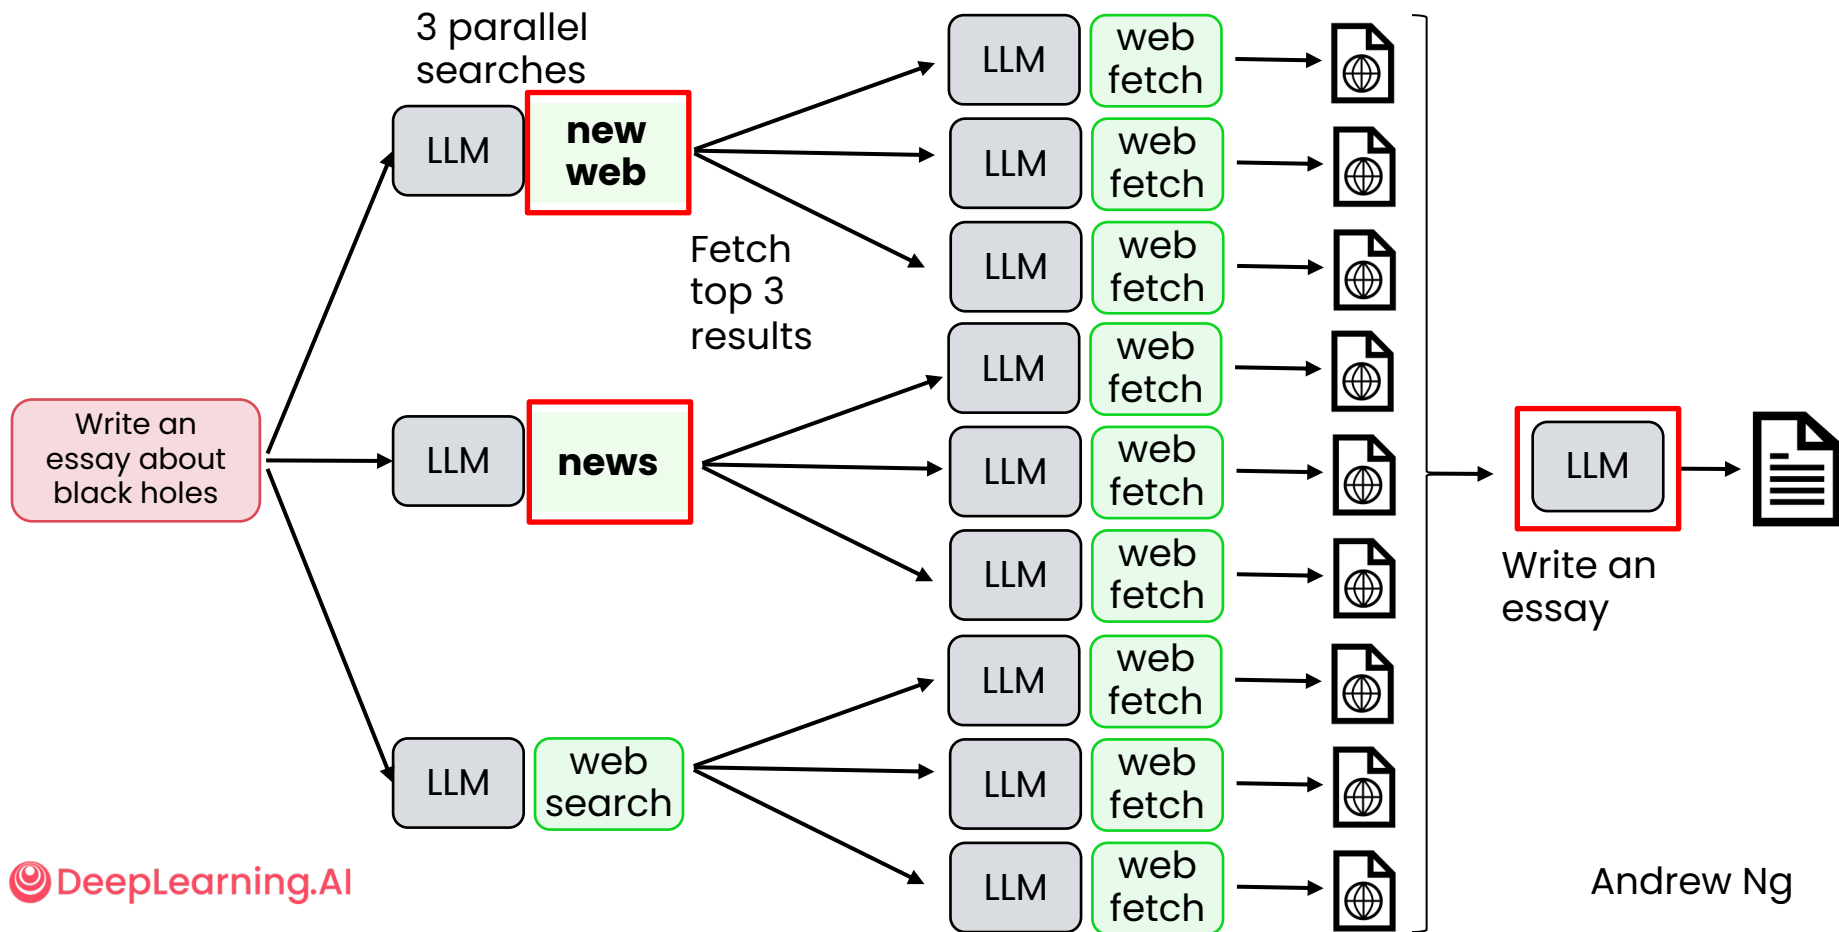 3 parallel
searches
LLM
new
web
Fetch
top 3
results
Write an
essay about
black holes
LLM
news
LLM
web
search
LLM
web
fetch
LLM
web
fetch
LLM
web
fetch
LLM
web
fetch
LLM
web
fetch
LLM
web
fetch
LLM
web
fetch
LLM
web
fetch
LLM
web
fetch
LLM
Write an
essay
DeepLearning.AI
Andrew Ng